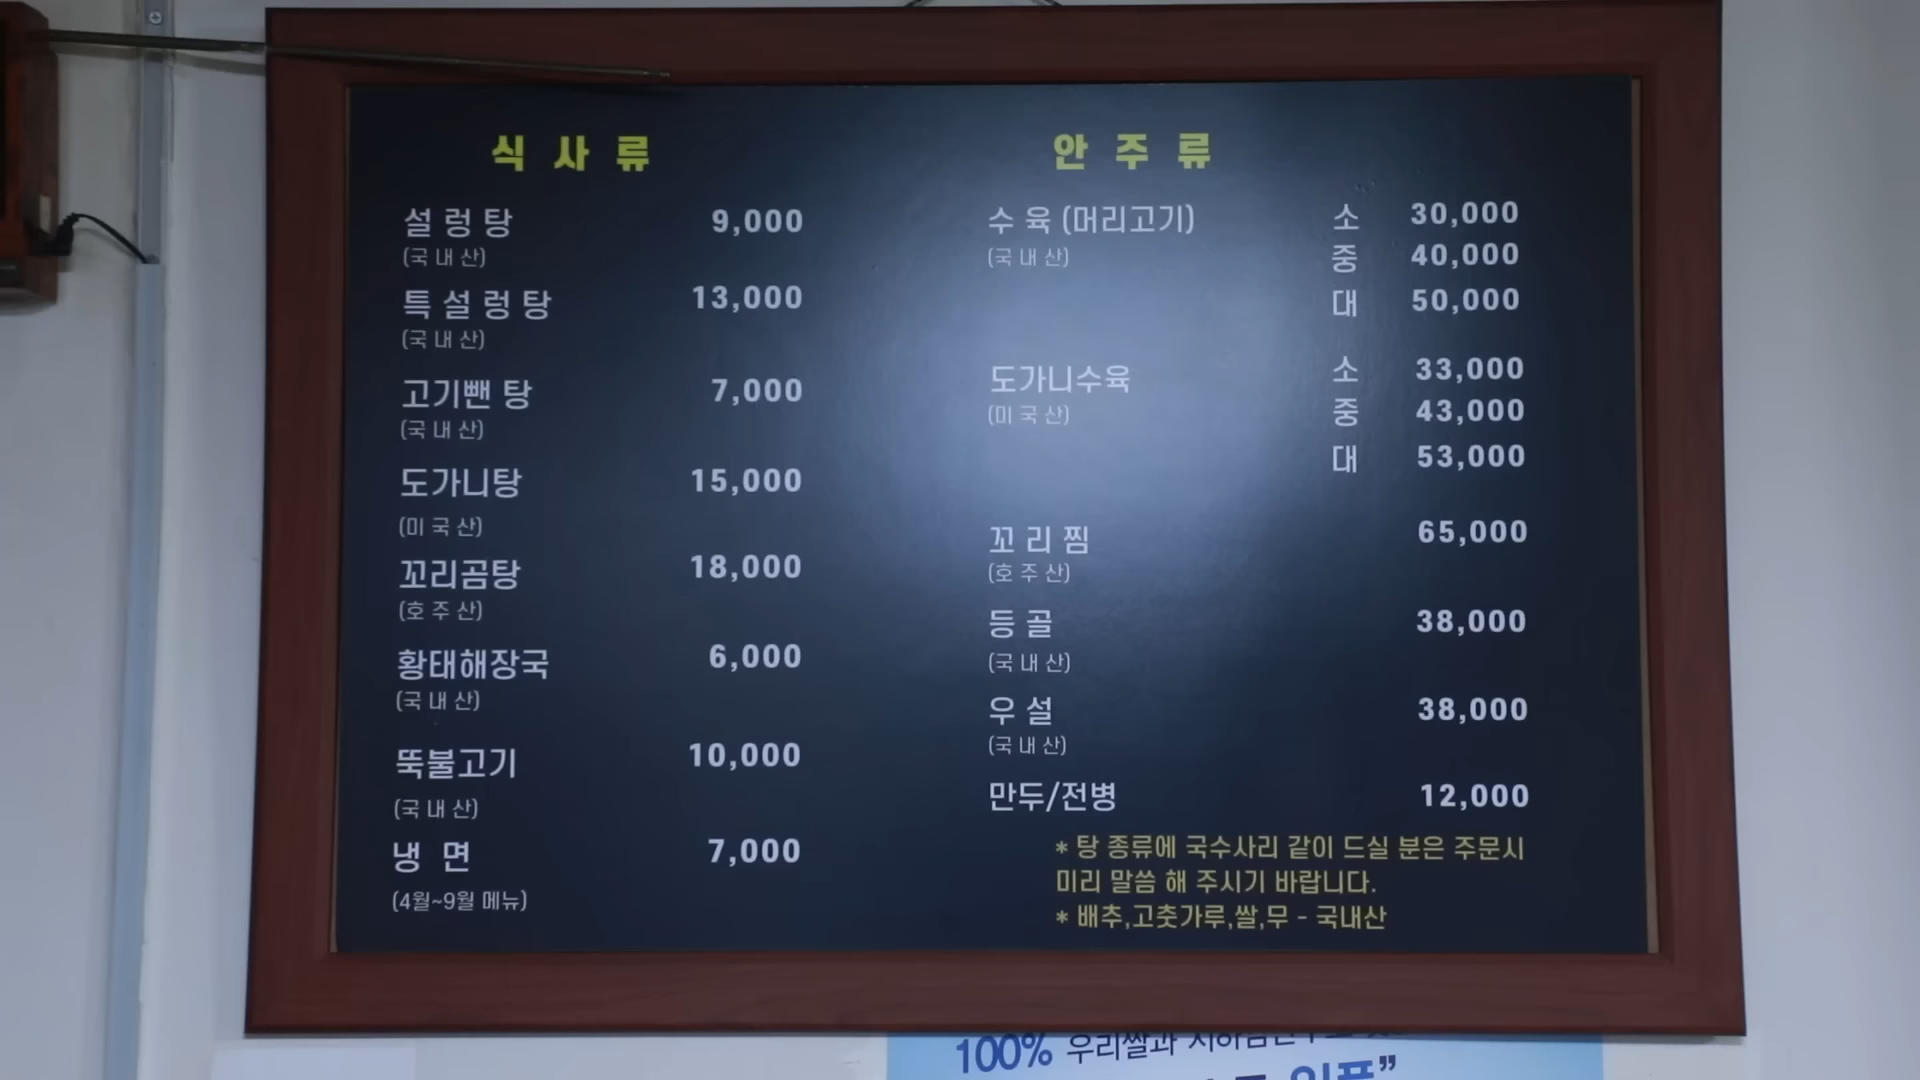 식 사 류
설 렁 탕 9,000
(국 내 산)
특 설 렁 탕 13,000
(국 내 산)
고기뺀 탕 7,000
(국 내 산)
도가니탕 15,000
(미 국 산)
꼬리곰탕 18,000
(호 주 산)
황태해장국 6,000
(국 내 산)
뚝불고기 10,000
(국 내 산)
냉 면 7,000
(4월~9월 메뉴)
안 주 류
수 육 (머리고기) 소 30,000
(국 내 산) 중 40,000
대 50,000
도가니수육 소 33,000
(미 국 산) 중 43,000
대 53,000
꼬 리 찜 65,000
(호 주 산)
등 골 38,000
(국 내 산)
우 설 38,000
(국 내 산)
만두/전병 12,000
* 탕 종류에 국수사리 같이 드실 분은 주문시
미리 말씀 해 주시기 바랍니다.
* 배추,고춧가루,쌀,무 - 국내산
100% 우리쌀과